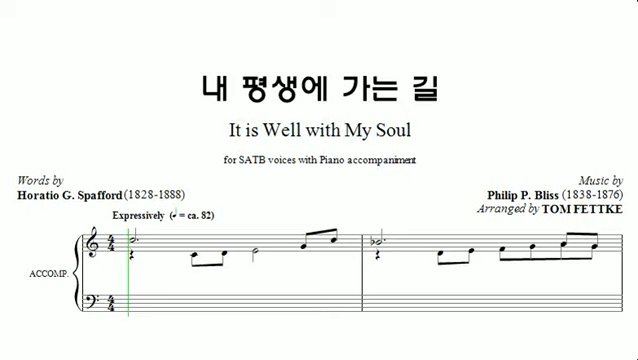 내 평생에 가는 길
It is Well with My Soul
for SATB voices with Piano accompaniment
Words by
Horatio G. Spafford (1828-1888)
Music by
Philip P. Bliss (1838-1876)
Arranged by TOM FETTKE
Expressively (♩ = ca. 82)
ACCOMP.